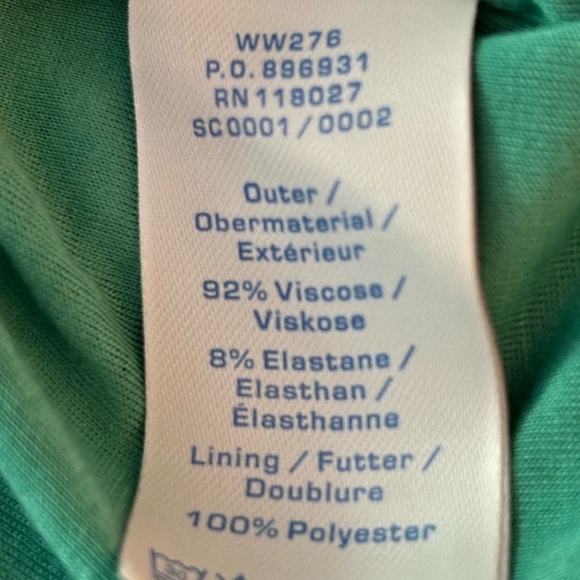 WW276
P.O. 896931
RN 118027
SC0001 / 0002
Outer /
Obermaterial /
Extérieur
92% Viscose /
Viskose
8% Elastane /
Elasthan /
Élasthanne
Lining / Futter /
Doublure
100% Polyester